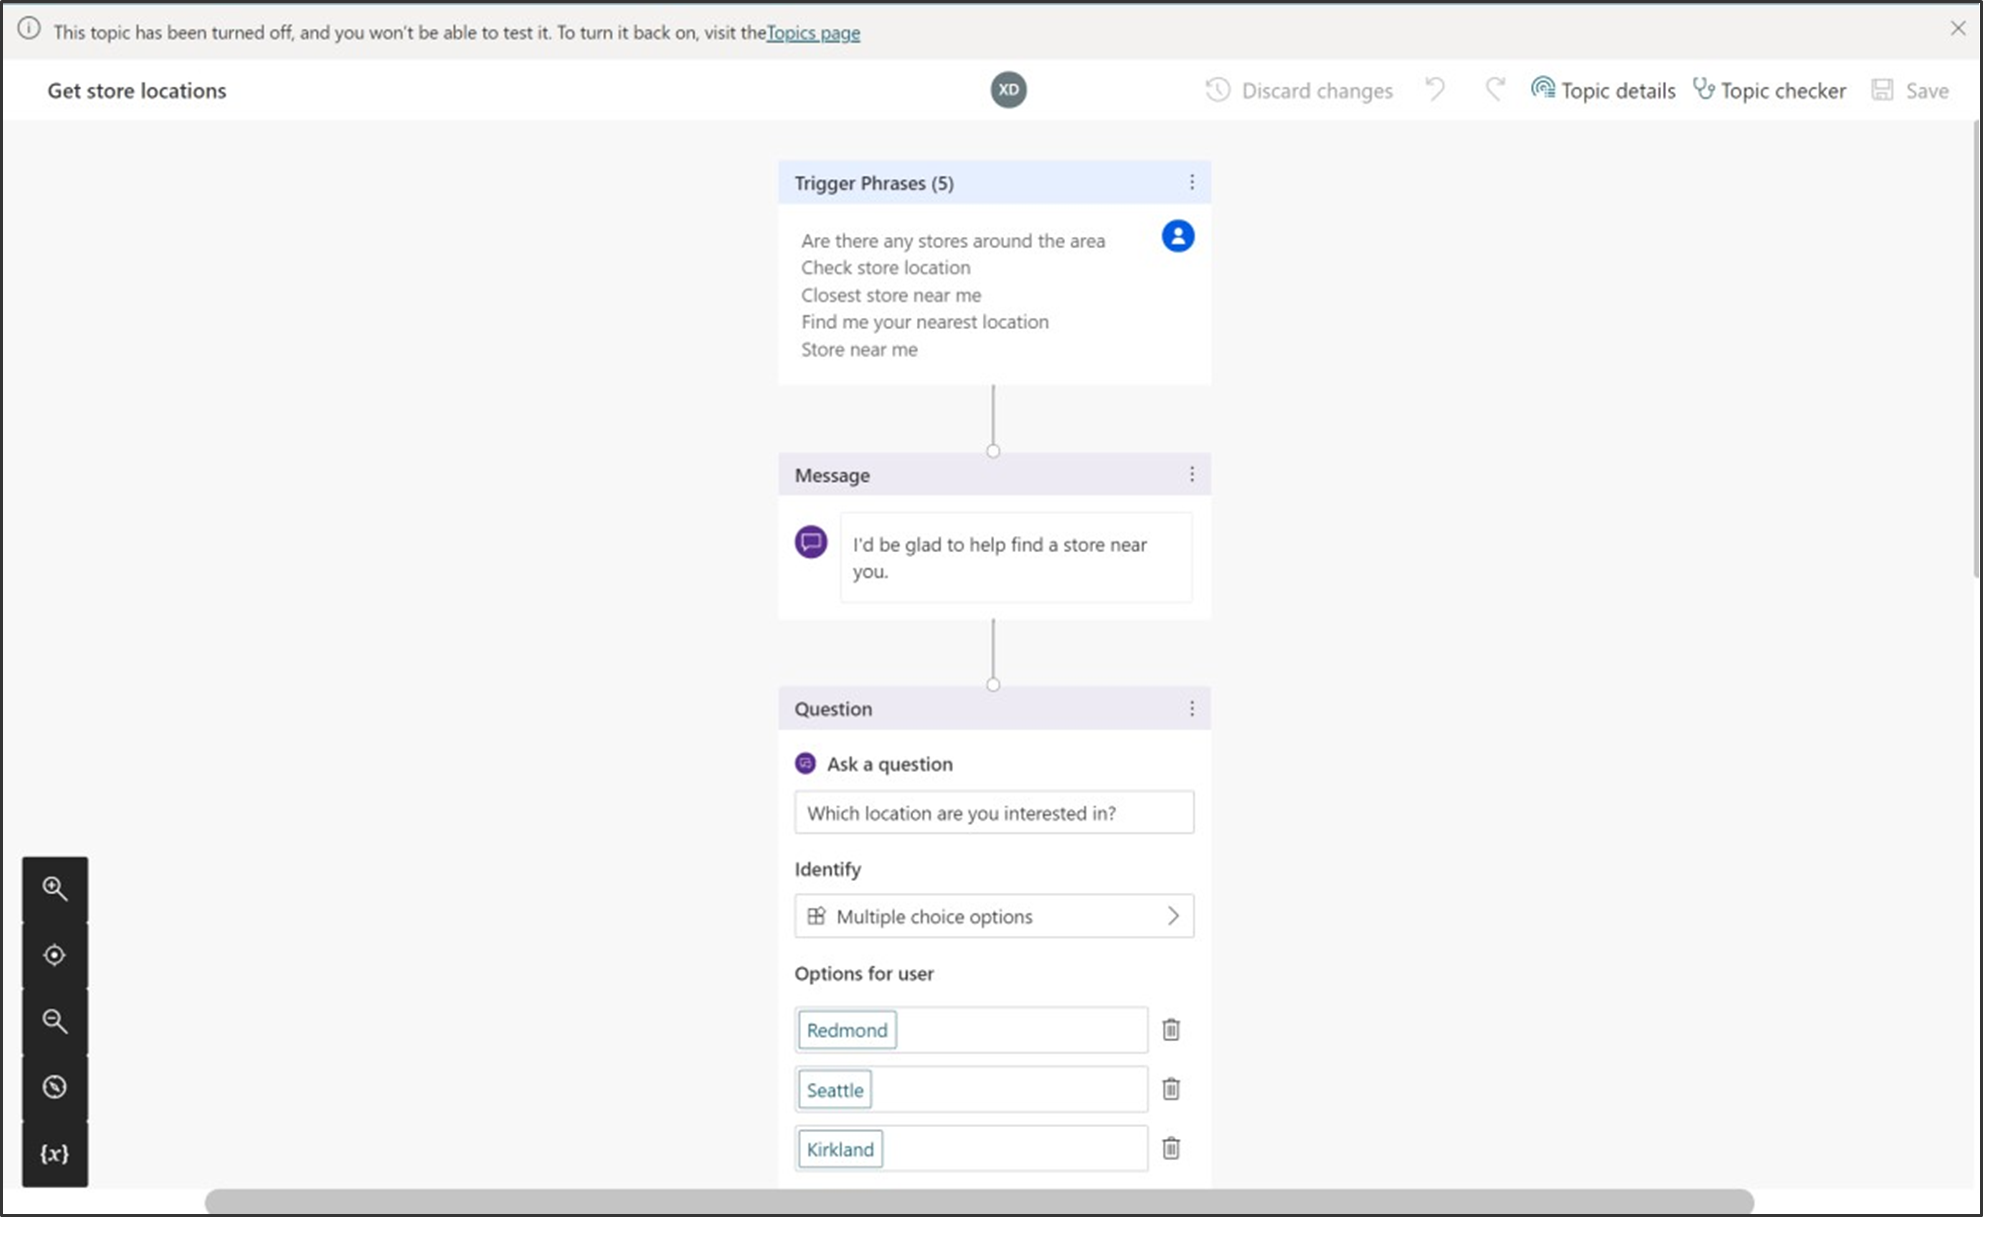 This topic has been turned off, and you won't be able to test it. To turn it back on, visit theTopics page
Get store locations
XD
Discard changes
Topic details
Topic checker
Save
Trigger Phrases (5)
Are there any stores around the area
Check store location
Closest store near me
Find me your nearest location
Store near me
Message
I'd be glad to help find a store near
you.
Question
Ask a question
Which location are you interested in?
Identify
Multiple choice options
Options for user
Redmond
Seattle
Kirkland
{x}